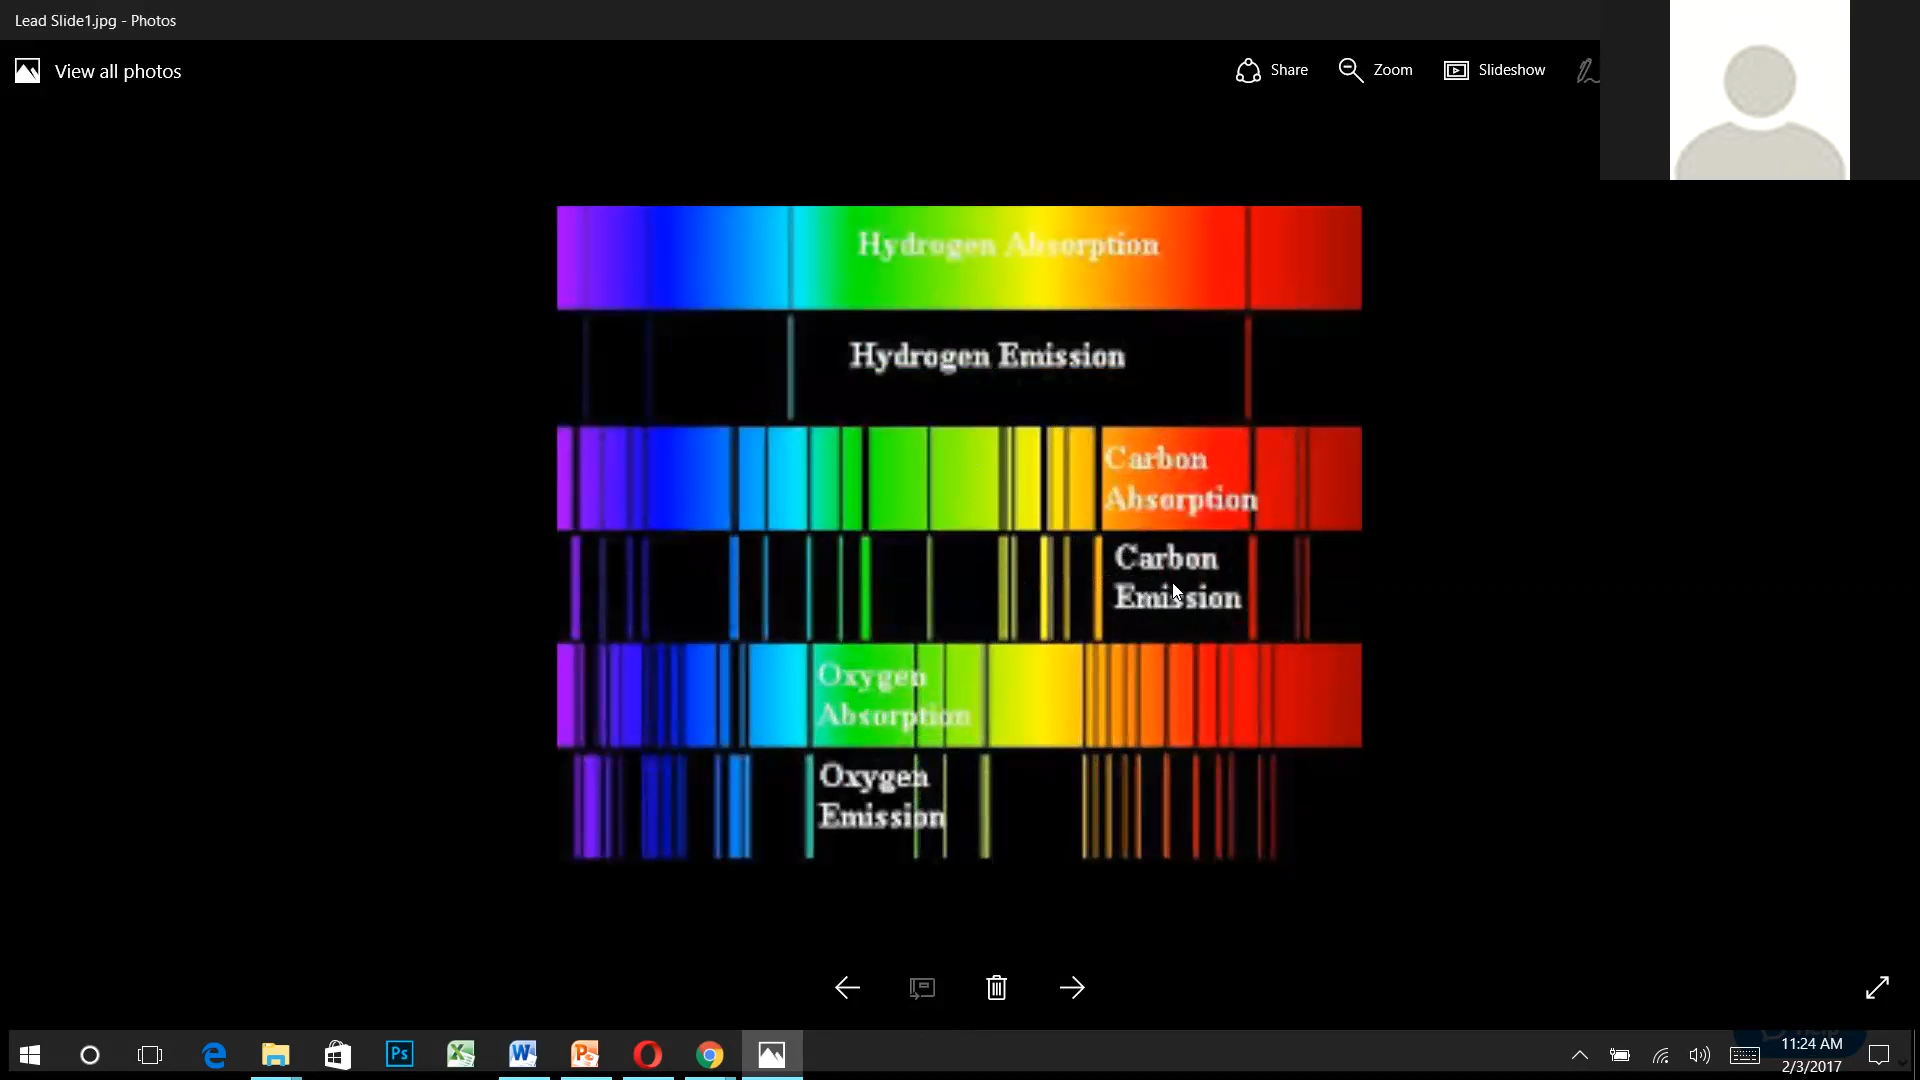 Lead Slide1.jpg - Photos
View all photos
Share
Zoom
Slideshow
Hydrogen Absorption
Hydrogen Emission
Carbon
Absorption
Carbon
Emission
Oxygen
Absorption
Oxygen
Emission
Ps
11:24 AM
2/3/2017